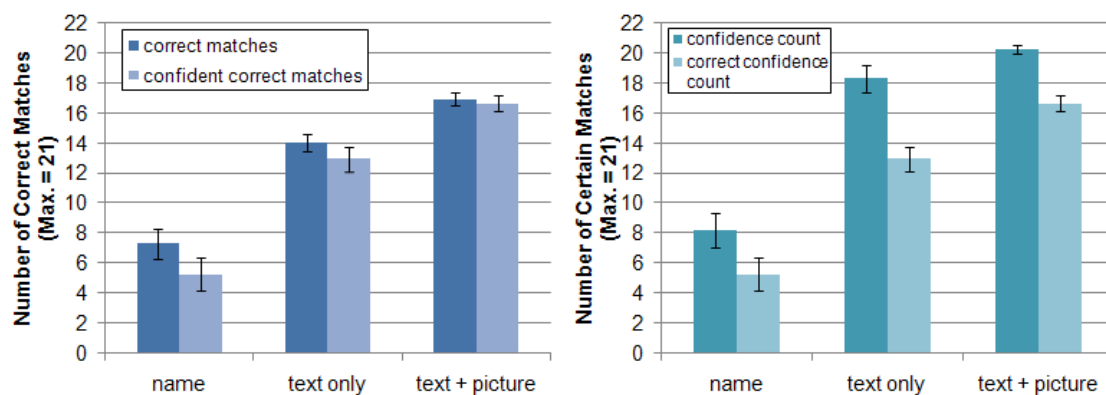 Number of Correct Matches
(Max. = 21)
22
20
18
16
14
12
10
8
6
4
2
0
correct matches
confident correct matches
name
text only
text + picture
Number of Certain Matches
(Max. = 21)
22
20
18
16
14
12
10
8
6
4
2
0
confidence count
correct confidence
count
name
text only
text + picture